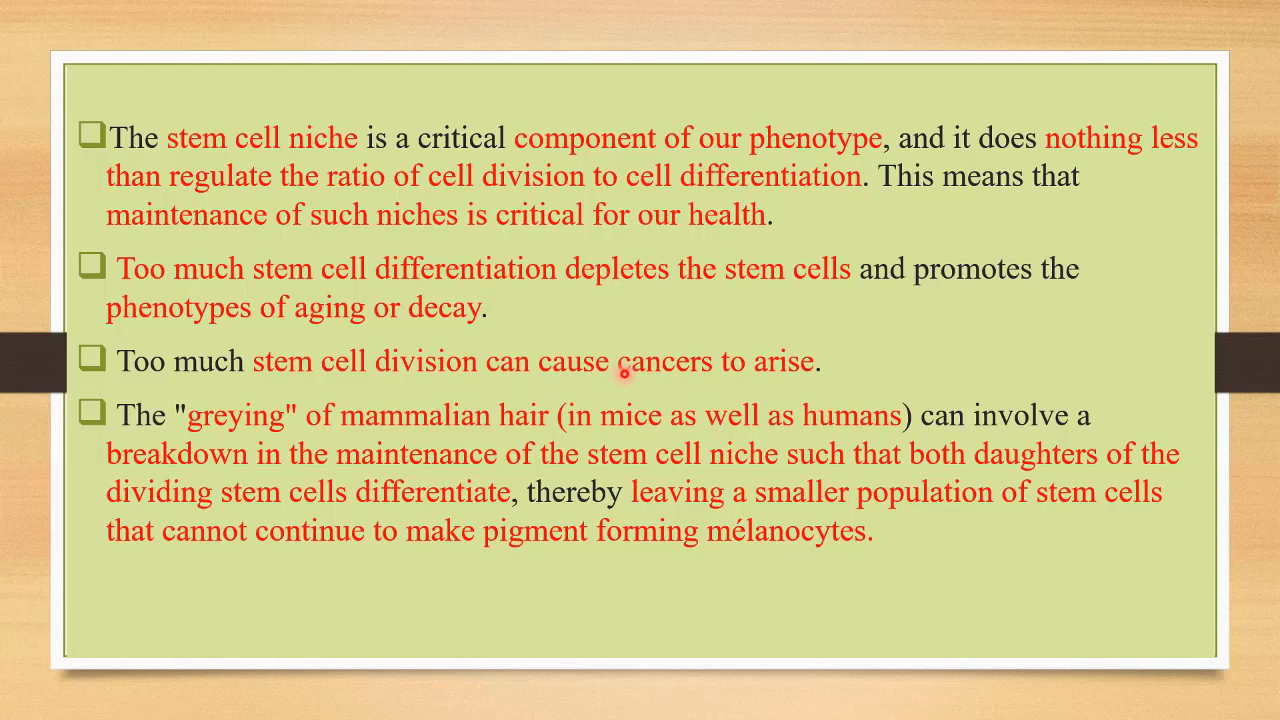 The stem cell niche is a critical component of our phenotype, and it does nothing less
than regulate the ratio of cell division to cell differentiation. This means that
maintenance of such niches is critical for our health.
Too much stem cell differentiation depletes the stem cells and promotes the
phenotypes of aging or decay.
Too much stem cell division can cause cancers to arise.
The "greying" of mammalian hair (in mice as well as humans) can involve a
breakdown in the maintenance of the stem cell niche such that both daughters of the
dividing stem cells differentiate, thereby leaving a smaller population of stem cells
that cannot continue to make pigment forming mélanocytes.